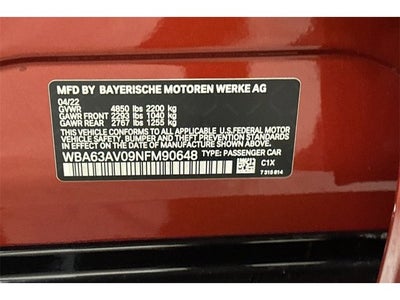 MFD BY BAYERISCHE MOTOREN WERKE AG
04/22
GVWR 4850 lbs 2200 kg
GAWR FRONT 2293 lbs 1040 kg
GAWR REAR 2767 lbs 1255 kg
THIS VEHICLE CONFORMS TO ALL APPLICABLE U.S.FEDERAL MOTOR
VEHICLE SAFETY, BUMPER, AND THEFT PREVENTION STANDARDS
IN EFFECT ON THE DATE OF MANUFACTURE SHOWN ABOVE.
WBA63AV09NFM90648 TYPE: PASSENGER CAR
C1X
7 318 614